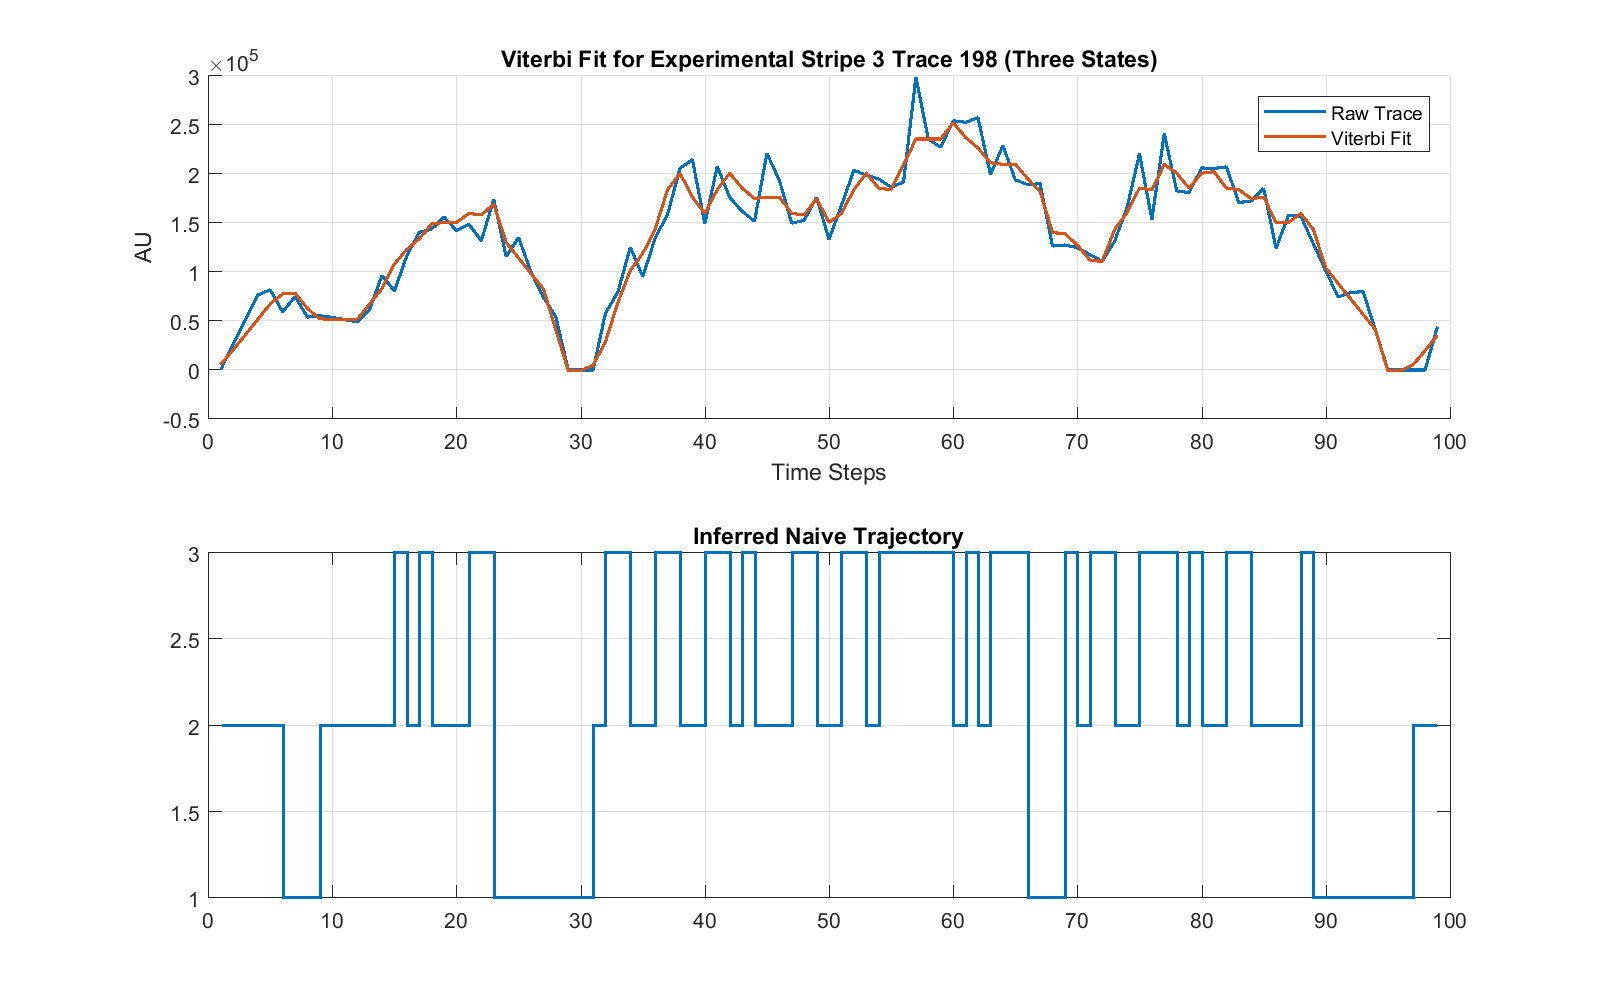 Viterbi Fit for Experimental Stripe 3 Trace 198 (Three States)
×10^5
3
2.5
2
1.5
1
0.5
0
-0.5
AU
Raw Trace
Viterbi Fit
0 10 20 30 40 50 60 70 80 90 100
Time Steps
Inferred Naive Trajectory
3
2.5
2
1.5
1
0 10 20 30 40 50 60 70 80 90 100